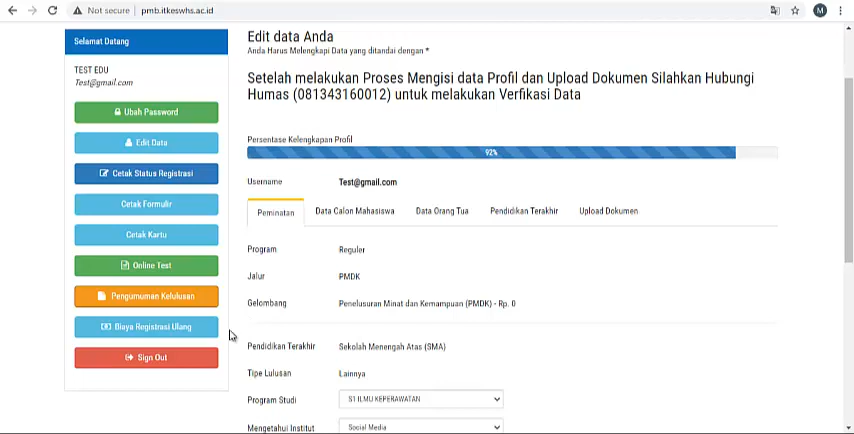 Not secure | pmb.itkeswhs.ac.id
M
Selamat Datang
TEST EDU
Test@gmail.com
Ubah Password
Edit Data
Cetak Status Registrasi
Cetak Formulir
Cetak Kartu
Online Test
Pengumuman Kelulusan
Biaya Registrasi Ulang
Sign Out
Edit data Anda
Anda Harus Melengkapi Data yang ditandai dengan *
Setelah melakukan Proses Mengisi data Profil dan Upload Dokumen Silahkan Hubungi
Humas (081343160012) untuk melakukan Verfikasi Data
Persentase Kelengkapan Profil
92%
Username Test@gmail.com
Peminatan Data Calon Mahasiswa Data Orang Tua Pendidikan Terakhir Upload Dokumen
Program Reguler
Jalur PMDK
Gelombang Penelusuran Minat dan Kemampuan (PMDK) - Rp. 0
Pendidikan Terakhir Sekolah Menengah Atas (SMA)
Tipe Lulusan Lainnya
Program Studi S1 ILMU KEPERAWATAN
Mengetahui Institut Social Media